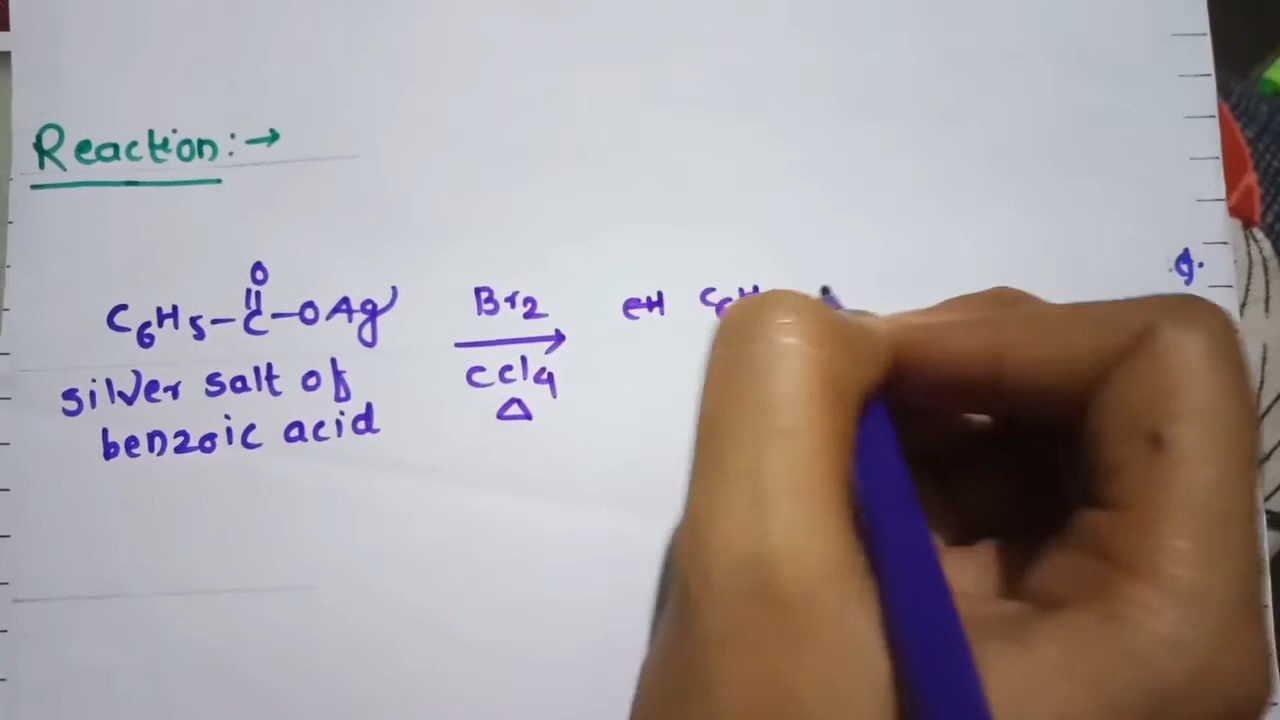 Reaction:→
O
C6H5-C-OAg
Br2
CCl4
Δ
silver salt of
benzoic acid